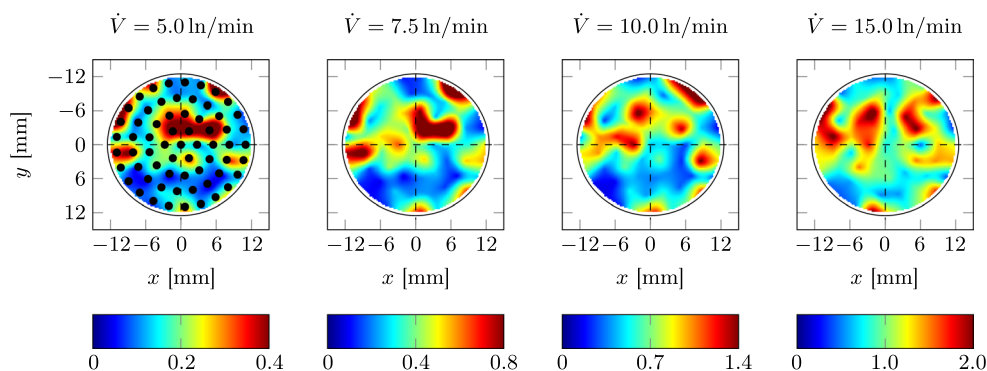 V̇ = 5.0 ln/min V̇ = 7.5 ln/min V̇ = 10.0 ln/min V̇ = 15.0 ln/min
−12
−6
0
6
12
y [mm]
−12 −6 0 6 12 −12 −6 0 6 12 −12 −6 0 6 12 −12 −6 0 6 12
x [mm] x [mm] x [mm] x [mm]
0 0.2 0.4 0 0.4 0.8 0 0.7 1.4 0 1.0 2.0